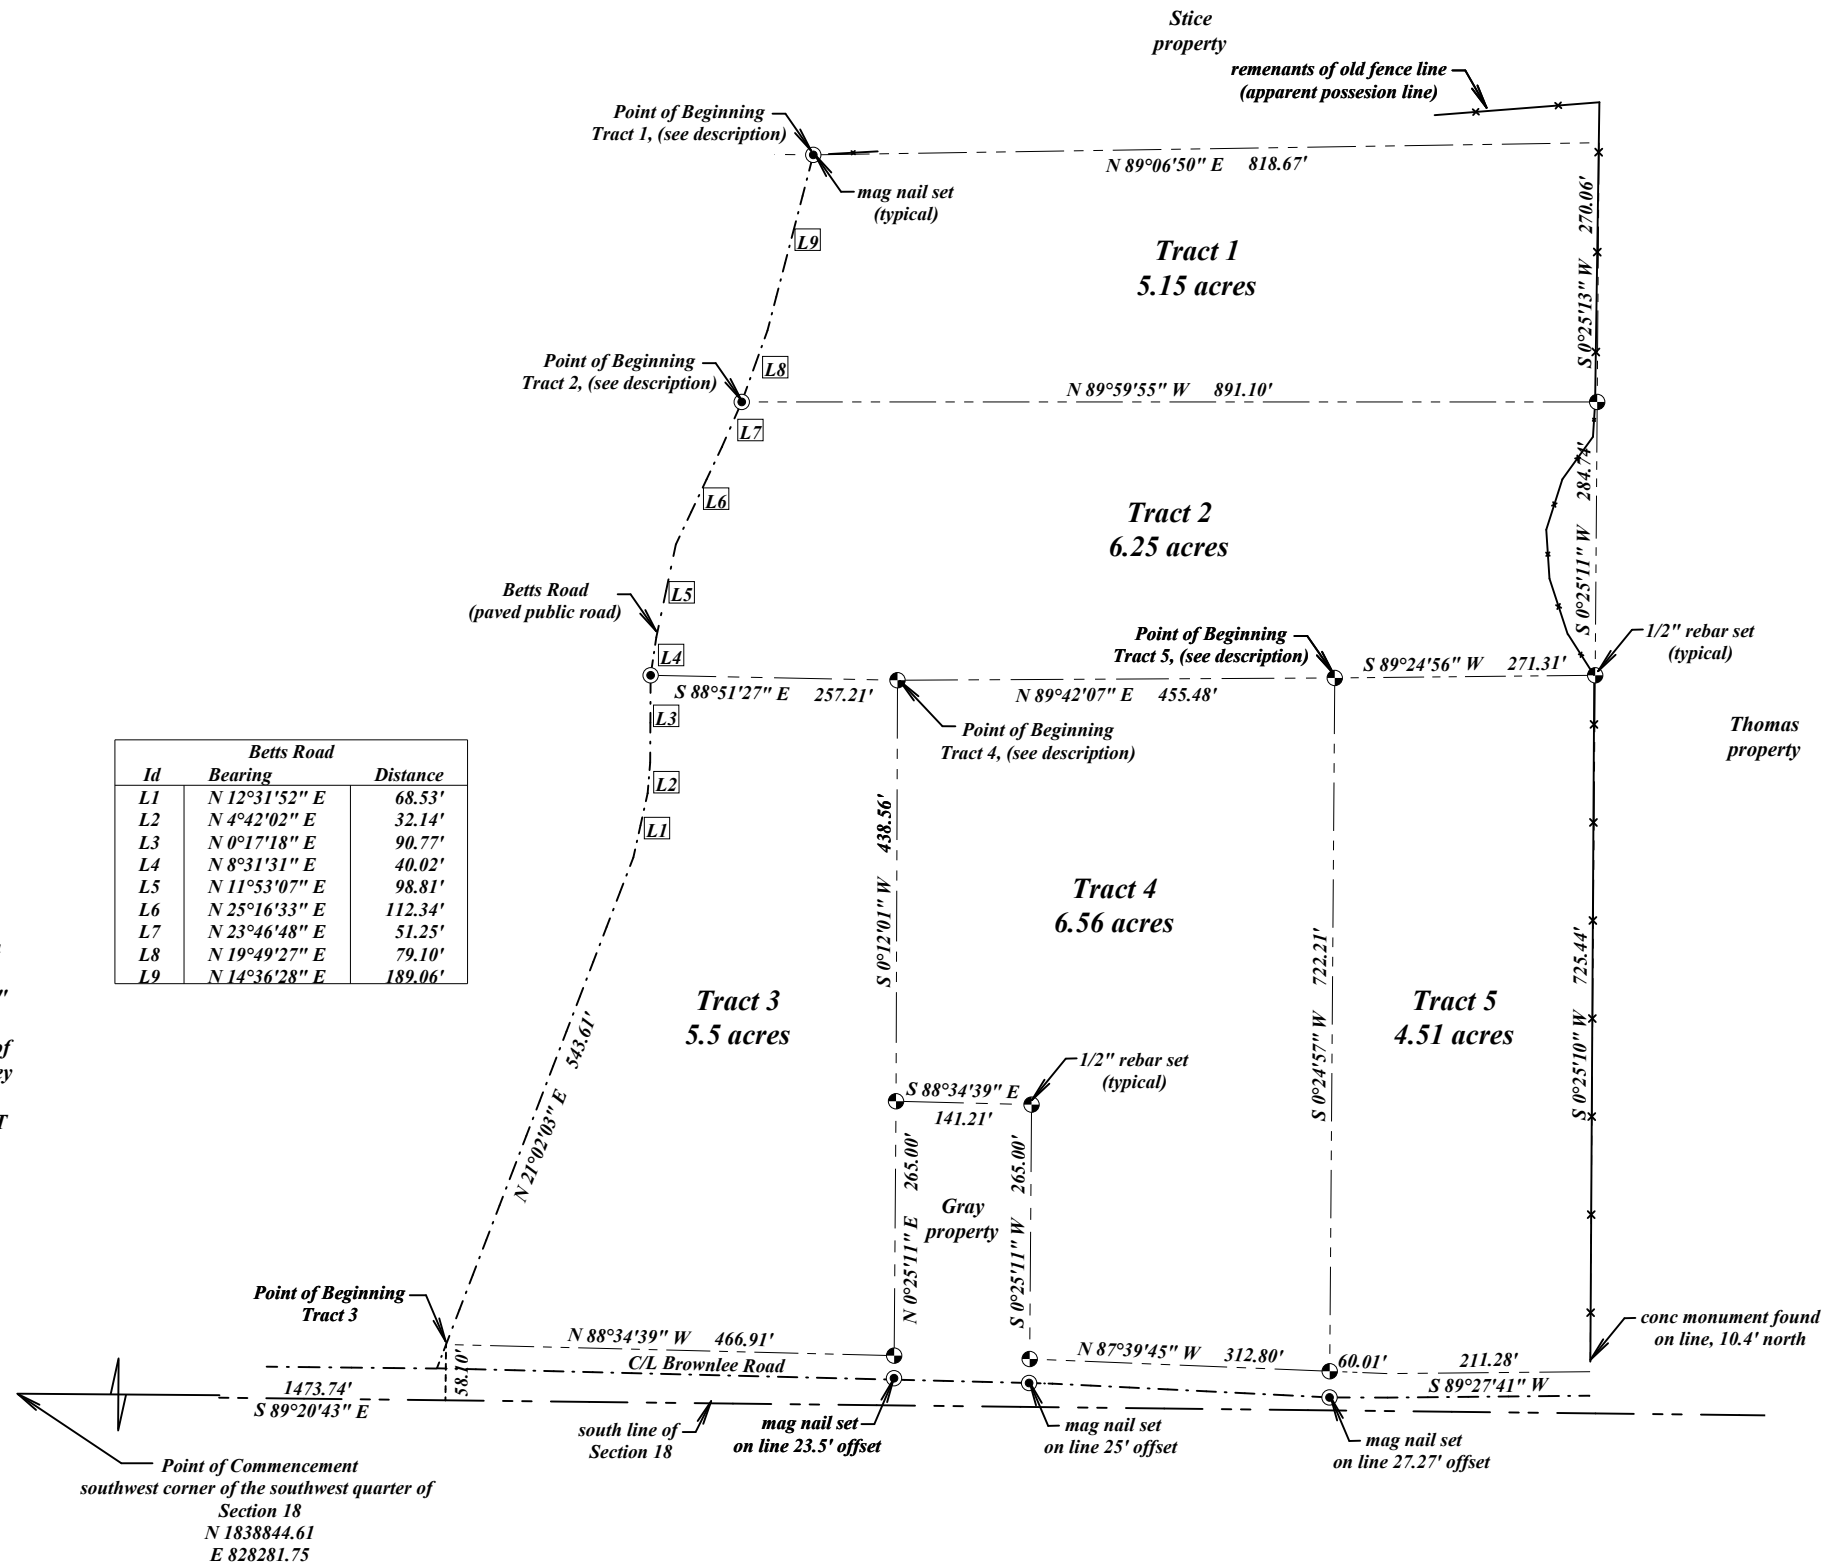 Stice
property
remenants of old fence line
(apparent possesion line)
Point of Beginning
Tract 1, (see description)
N 89°06'50" E 818.67'
mag nail set
(typical)
L9
S 0°25'13" W 270.06'
Tract 1
5.15 acres
Point of Beginning
Tract 2, (see description)
L8
N 89°59'55" W 891.10'
L7
L6
S 0°25'11" W 284.74'
Tract 2
6.25 acres
Betts Road
(paved public road)
L5
L4
Point of Beginning
Tract 5, (see description)
1/2" rebar set
(typical)
S 89°24'56" W 271.31'
S 88°51'27" E 257.21'
N 89°42'07" E 455.48'
L3
Point of Beginning
Tract 4, (see description)
Thomas
property
L2
L1
Betts Road
Id Bearing Distance
L1 N 12°31'52" E 68.53'
L2 N 4°42'02" E 32.14'
L3 N 0°17'18" E 90.77'
L4 N 8°31'31" E 40.02'
L5 N 11°53'07" E 98.81'
L6 N 25°16'33" E 112.34'
L7 N 23°46'48" E 51.25'
L8 N 19°49'27" E 79.10'
L9 N 14°36'28" E 189.06'
"
of
ey
T
S 0°12'01" W 438.56'
Tract 4
6.56 acres
S 0°24'57" W 722.21'
S 0°25'10" W 725.44'
Tract 3
5.5 acres
Tract 5
4.51 acres
N 21°02'03" E 543.61'
1/2" rebar set
(typical)
S 88°34'39" E
141.21'
N 0°25'11" E 265.00'
S 0°25'11" W 265.00'
Gray
property
Point of Beginning
Tract 3
N 88°34'39" W 466.91'
C/L Brownlee Road
N 87°39'45" W 312.80'
60.01'
211.28'
S 89°27'41" W
conc monument found
on line, 10.4' north
58.10'
1473.74'
S 89°20'43" E
south line of
Section 18
mag nail set
on line 23.5' offset
mag nail set
on line 25' offset
mag nail set
on line 27.27' offset
Point of Commencement
southwest corner of the southwest quarter of
Section 18
N 1838844.61
E 828281.75